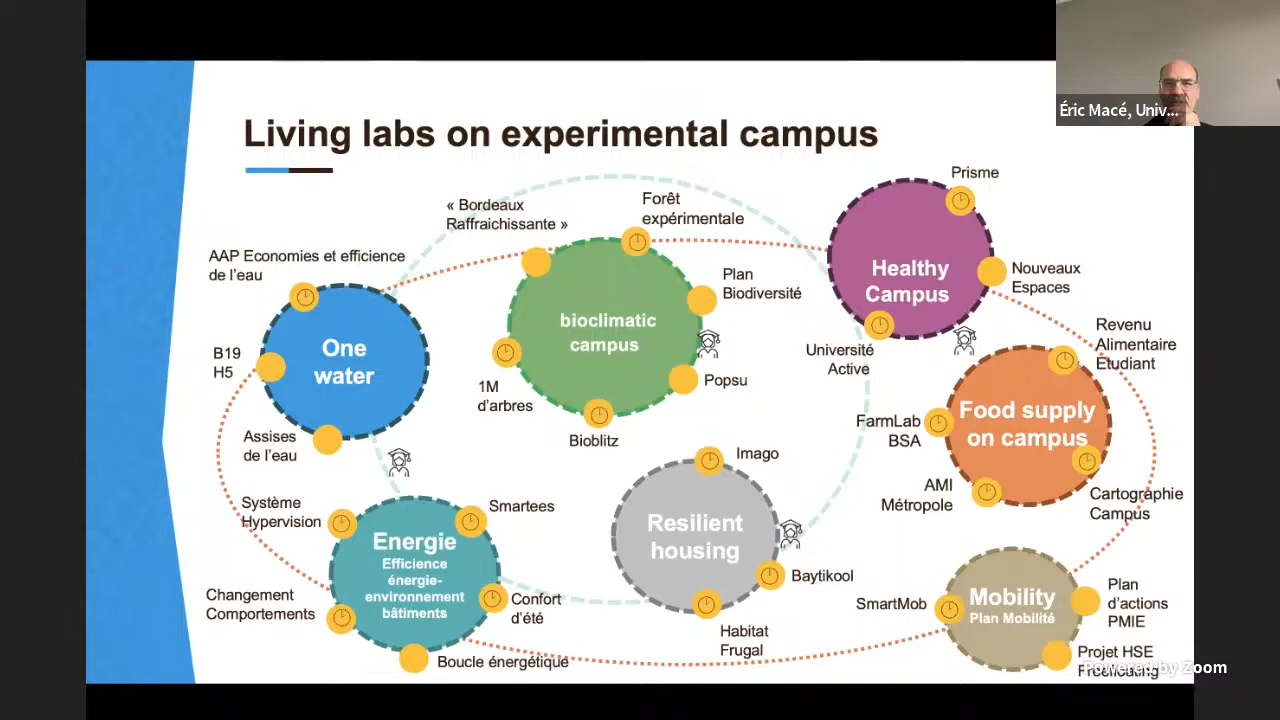 Éric Macé, Univ...
Living labs on experimental campus
Prisme
Forêt
expérimentale
« Bordeaux
Raffraichissante »
AAP Economies et efficience
de l'eau
Plan
Biodiversité
Healthy
Campus
Nouveaux
Espaces
bioclimatic
campus
One
water
B19
H5
Université
Active
Revenu
Alimentaire
Etudiant
1M
d'arbres
Popsu
Bioblitz
Food supply
on campus
FarmLab
BSA
Assises
de l'eau
Imago
AMI
Métropole
Cartographie
Campus
Système
Hypervision
Smartees
Resilient
housing
Energie
Efficience
énergie-
environnement
bâtiments
Baytikool
Changement
Comportements
Confort
d'été
SmartMob
Mobility
Plan Mobilité
Plan
d'actions
PMIE
Habitat
Frugal
Boucle énergétique
Projet HSE
Powered by Zoom